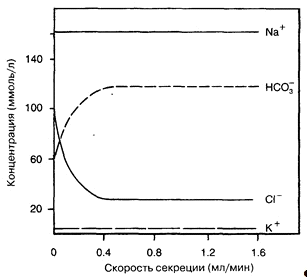 Концентрация (ммоль/л)
160
100
60
20
Na⁺
HCO₃⁻
Cl⁻
K⁺
0 0.4 0.8 1.2 1.6
Скорость секреции (мл/мин)